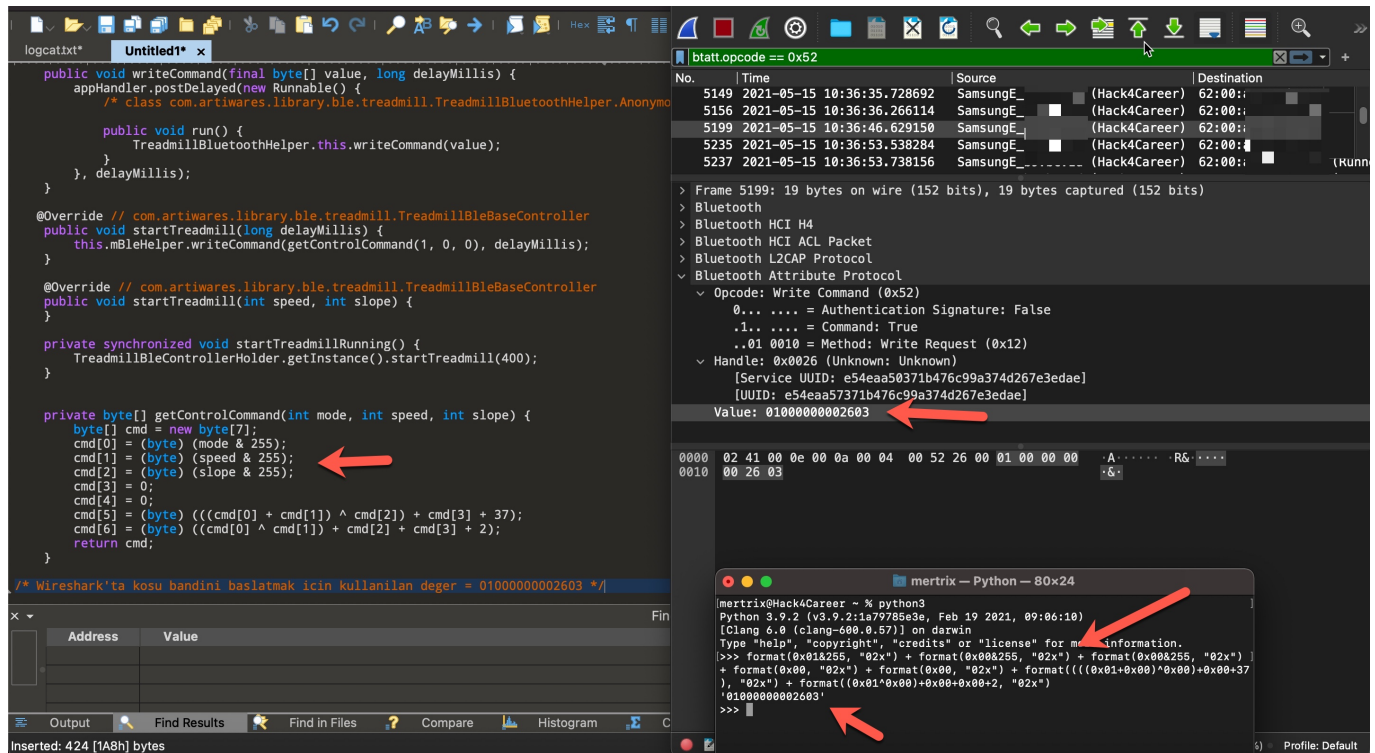 Hex
logcat.txt*
Untitled1* x
public void writeCommand(final byte[] value, long delayMillis) {
appHandler.postDelayed(new Runnable() {
/* class com.artiwares.library.ble.treadmill.TreadmillBluetoothHelper.Anonymo
public void run() {
TreadmillBluetoothHelper.this.writeCommand(value);
}
}, delayMillis);
}
@Override // com.artiwares.library.ble.treadmill.TreadmillBleBaseController
public void startTreadmill(long delayMillis) {
this.mBleHelper.writeCommand(getControlCommand(1, 0, 0), delayMillis);
}
@Override // com.artiwares.library.ble.treadmill.TreadmillBleBaseController
public void startTreadmill(int speed, int slope) {
}
private synchronized void startTreadmillRunning() {
TreadmillBleControllerHolder.getInstance().startTreadmill(400);
}
private byte[] getControlCommand(int mode, int speed, int slope) {
byte[] cmd = new byte[7];
cmd[0] = (byte) (mode & 255);
cmd[1] = (byte) (speed & 255);
cmd[2] = (byte) (slope & 255);
cmd[3] = 0;
cmd[4] = 0;
cmd[5] = (byte) (((cmd[0] + cmd[1]) ^ cmd[2]) + cmd[3] + 37);
cmd[6] = (byte) ((cmd[0] ^ cmd[1]) + cmd[2] + cmd[3] + 2);
return cmd;
}
/* Wireshark'ta kosu bandini baslatmak icin kullanilan deger = 01000000002603 */
x Fin
Address Value
Output Find Results Find in Files Compare Histogram C
Inserted: 424 [1A8h] bytes
btatt.opcode == 0x52
No. Time Source Destination
5149 2021-05-15 10:36:35.728692 SamsungE_ (Hack4Career) 62:00:
5156 2021-05-15 10:36:36.266114 SamsungE_ (Hack4Career) 62:00:
5199 2021-05-15 10:36:46.629150 SamsungE_ (Hack4Career) 62:00:
5235 2021-05-15 10:36:53.538284 SamsungE_ (Hack4Career) 62:00:
5237 2021-05-15 10:36:53.738156 SamsungE_ (Hack4Career) 62:00: (Runn
> Frame 5199: 19 bytes on wire (152 bits), 19 bytes captured (152 bits)
> Bluetooth
> Bluetooth HCI H4
> Bluetooth HCI ACL Packet
> Bluetooth L2CAP Protocol
Bluetooth Attribute Protocol
Opcode: Write Command (0x52)
0... .... = Authentication Signature: False
.1.. .... = Command: True
..01 0010 = Method: Write Request (0x12)
Handle: 0x0026 (Unknown: Unknown)
[Service UUID: e54eaa50371b476c99a374d267e3edae]
[UUID: e54eaa57371b476c99a374d267e3edae]
Value: 01000000002603
0000 02 41 00 0e 00 0a 00 04 00 52 26 00 01 00 00 00 ·A······ ·R&·····
0010 00 26 03 ·&·
mertrix — Python — 80×24
[mertrix@Hack4Career ~ % python3 ]
Python 3.9.2 (v3.9.2:1a79785e3e, Feb 19 2021, 09:06:10)
[Clang 6.0 (clang-600.0.57)] on darwin
Type "help", "copyright", "credits" or "license" for more information.
[>>> format(0x01&255, "02x") + format(0x00&255, "02x") + format(0x00&255, "02x") ]
+ format(0x00, "02x") + format(0x00, "02x") + format((((0x01+0x00)^0x00)+0x00+37
), "02x") + format((0x01^0x00)+0x00+0x00+2, "02x")
'01000000002603'
>>>
Profile: Default